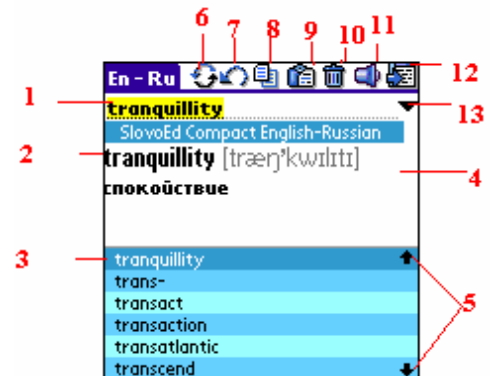 6 7 8 9 10 11
En - Ru 12
1 tranquillity 13
SlovoEd Compact English-Russian
2 tranquillity [træŋ'kwɪlɪtɪ] 4
спокойствие
3 tranquillity
trans-
transact 5
transaction
transatlantic
transcend